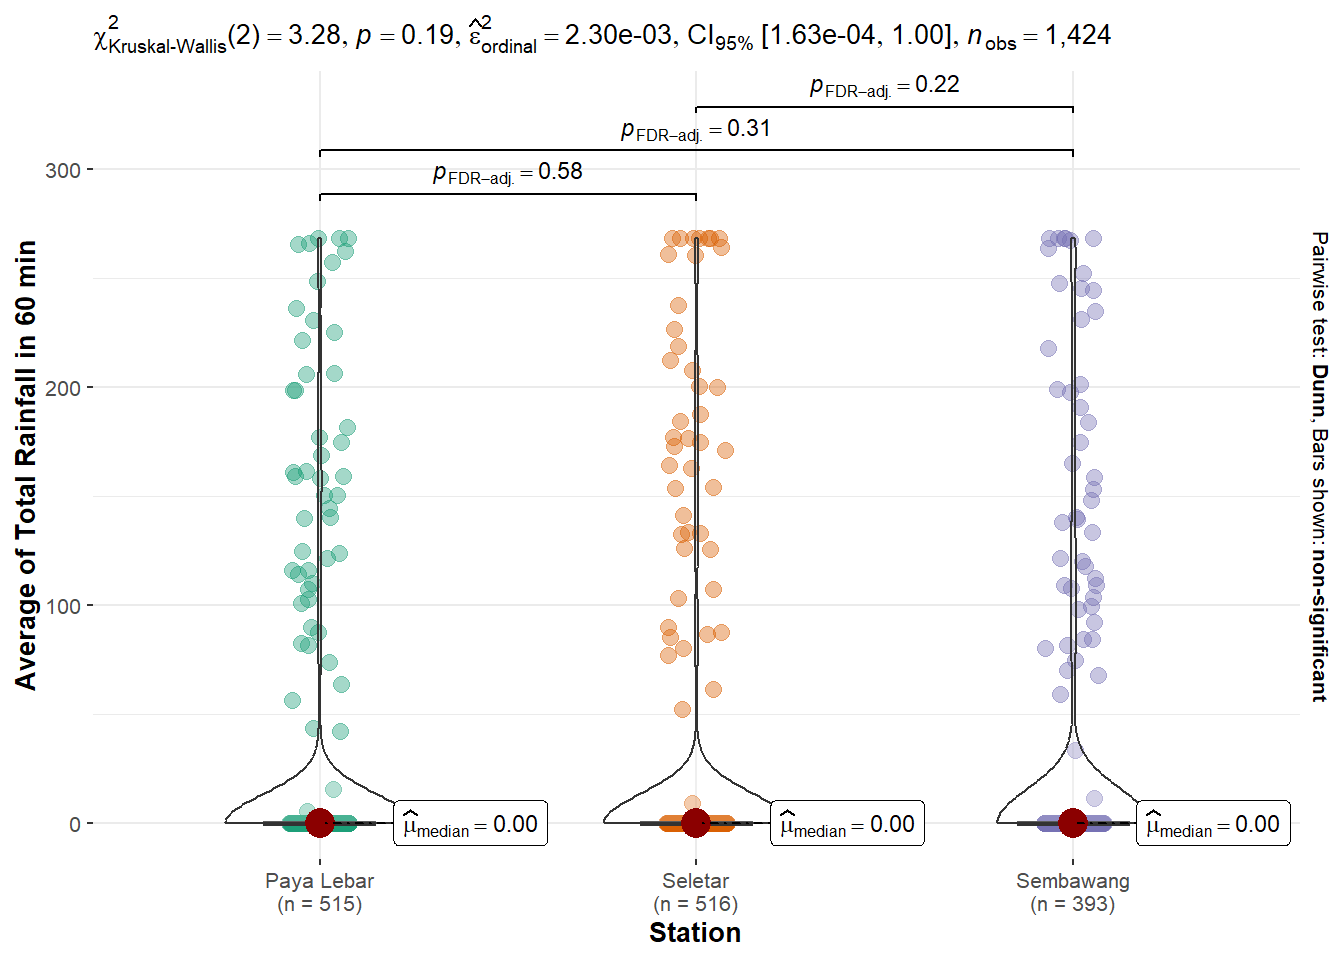 χ²Kruskal-Wallis(2) = 3.28, p = 0.19, ε̂²ordinal = 2.30e-03, CI95% [1.63e-04, 1.00], nobs = 1,424
pFDR–adj. = 0.22
pFDR–adj. = 0.31
pFDR–adj. = 0.58
300
200
100
0
Average of Total Rainfall in 60 min
μ̂median = 0.00
μ̂median = 0.00
μ̂median = 0.00
Pairwise test: Dunn, Bars shown: non-significant
Paya Lebar
(n = 515)
Seletar
(n = 516)
Sembawang
(n = 393)
Station